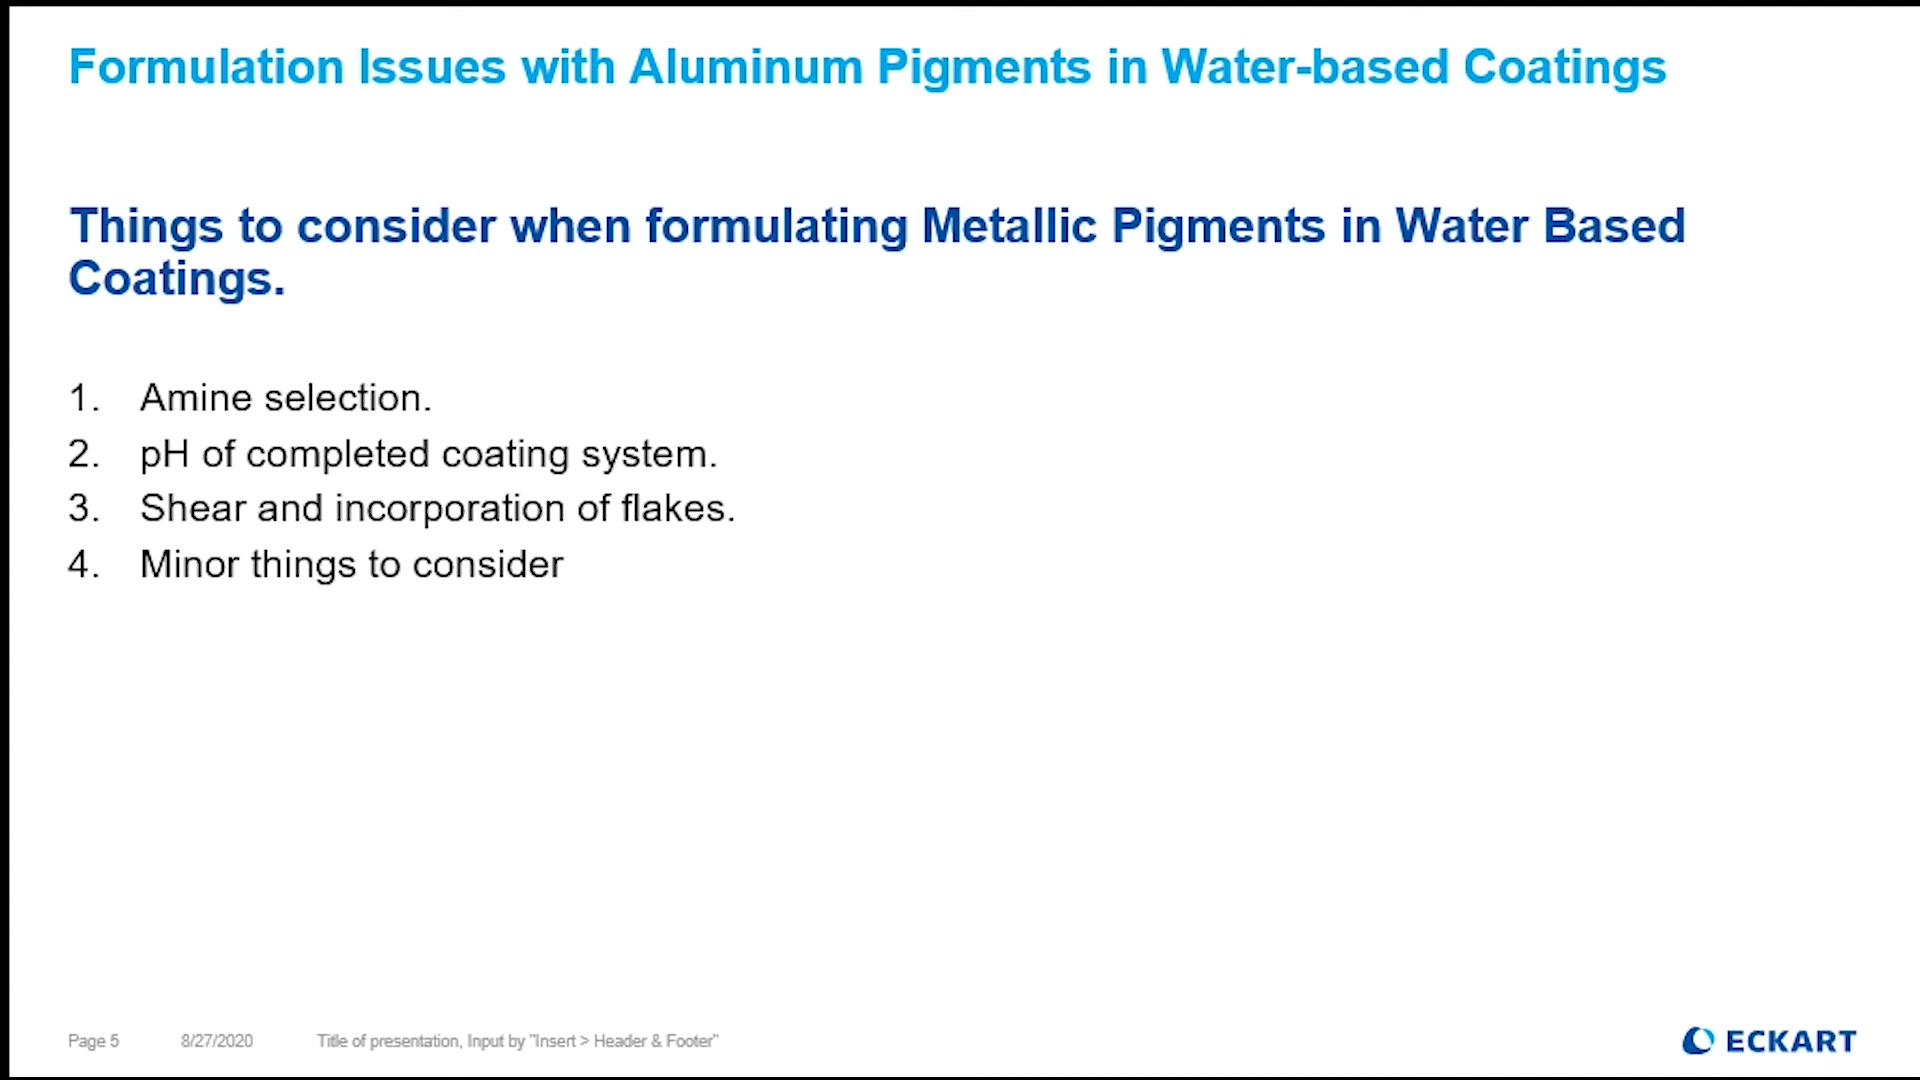 Formulation Issues with Aluminum Pigments in Water-based Coatings
Things to consider when formulating Metallic Pigments in Water Based
Coatings.
1. Amine selection.
2. pH of completed coating system.
3. Shear and incorporation of flakes.
4. Minor things to consider
Page 5 8/27/2020 Title of presentation, Input by "Insert > Header & Footer"
ECKART